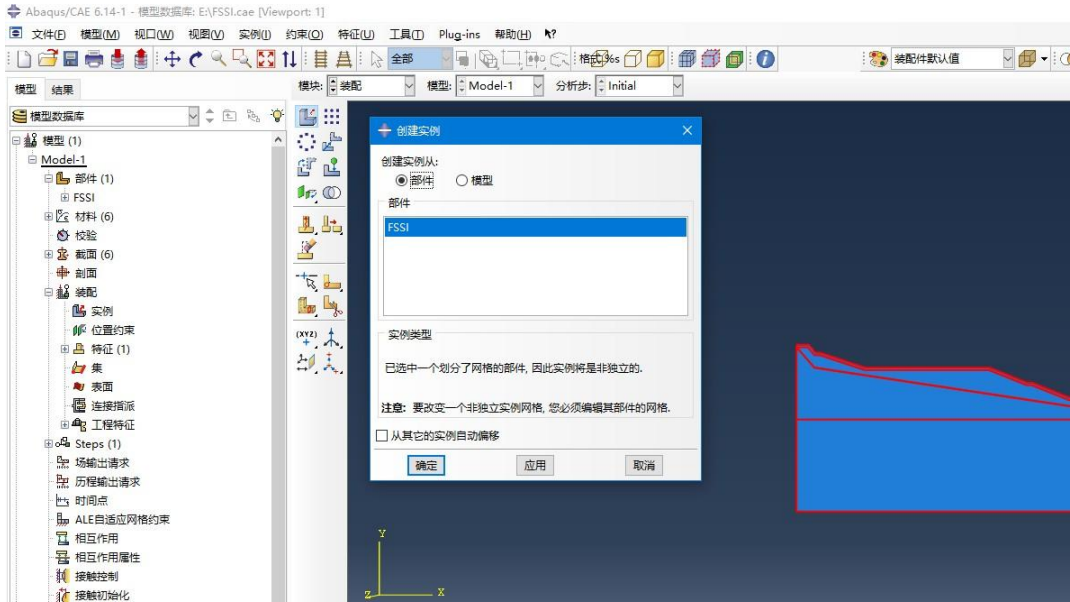 Abaqus/CAE 6.14-1 - 模型数据库: E:\FSSI.cae [Viewport: 1]
文件(F) 模型(M) 视口(W) 视图(V) 实例(I) 约束(O) 特征(U) 工具(T) Plug-ins 帮助(H)
全部 装配件默认值
模型 结果 模块: 装配 模型: Model-1 分析步: Initial
模型数据库
模型 (1)
Model-1
部件 (1)
FSSI
材料 (6)
校验
截面 (6)
剖面
装配
实例
位置约束
特征 (1)
集
表面
连接指派
工程特征
Steps (1)
场输出请求
历程输出请求
时间点
ALE自适应网格约束
相互作用
相互作用属性
接触控制
接触初始化
(XYZ)
创建实例
创建实例从:
部件 模型
部件
FSSI
实例类型
已选中一个划分了网格的部件, 因此实例将是非独立的.
注意: 要改变一个非独立实例网格, 您必须编辑其部件的网格.
从其它的实例自动偏移
确定 应用 取消
Y
Z X